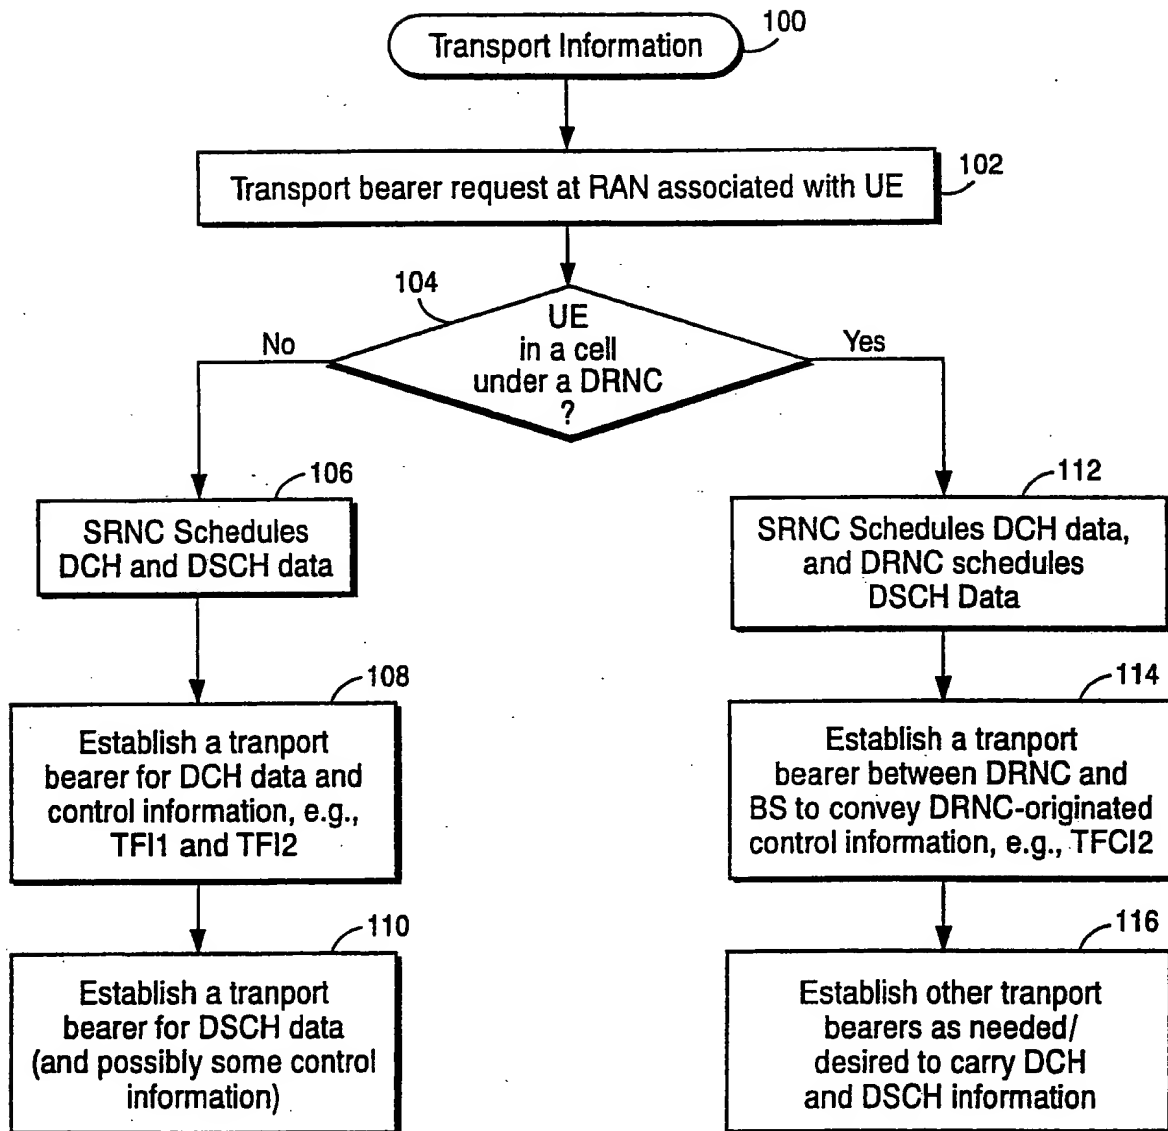 Transport Information
100
Transport bearer request at RAN associated with UE
102
104
UE
in a cell
under a DRNC
?
No
Yes
106
SRNC Schedules
DCH and DSCH data
112
SRNC Schedules DCH data,
and DRNC schedules
DSCH Data
108
Establish a tranport
bearer for DCH data and
control information, e.g.,
TFI1 and TFI2
114
Establish a tranport
bearer between DRNC and
BS to convey DRNC-originated
control information, e.g., TFCI2
110
Establish a tranport
bearer for DSCH data
(and possibly some control
information)
116
Establish other tranport
bearers as needed/
desired to carry DCH
and DSCH information